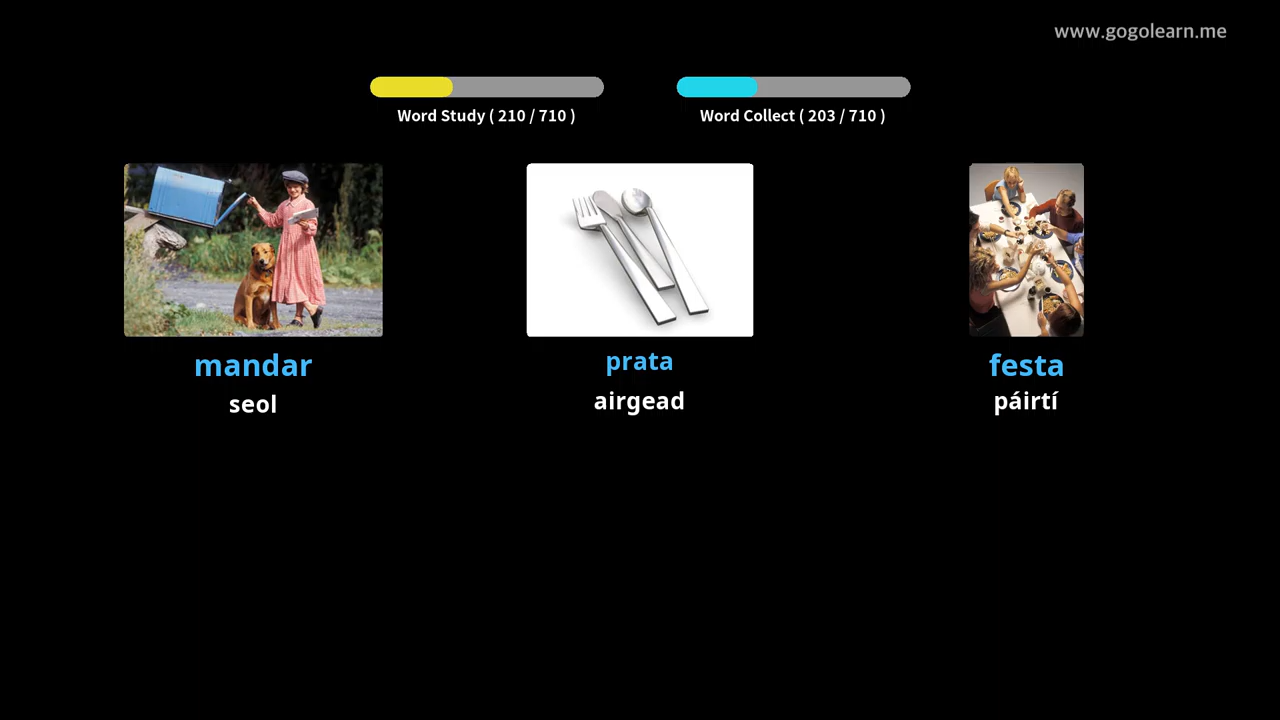 www.gogolearn.me
Word Study ( 210 / 710 )
Word Collect ( 203 / 710 )
mandar
seol
prata
airgead
festa
páirtí